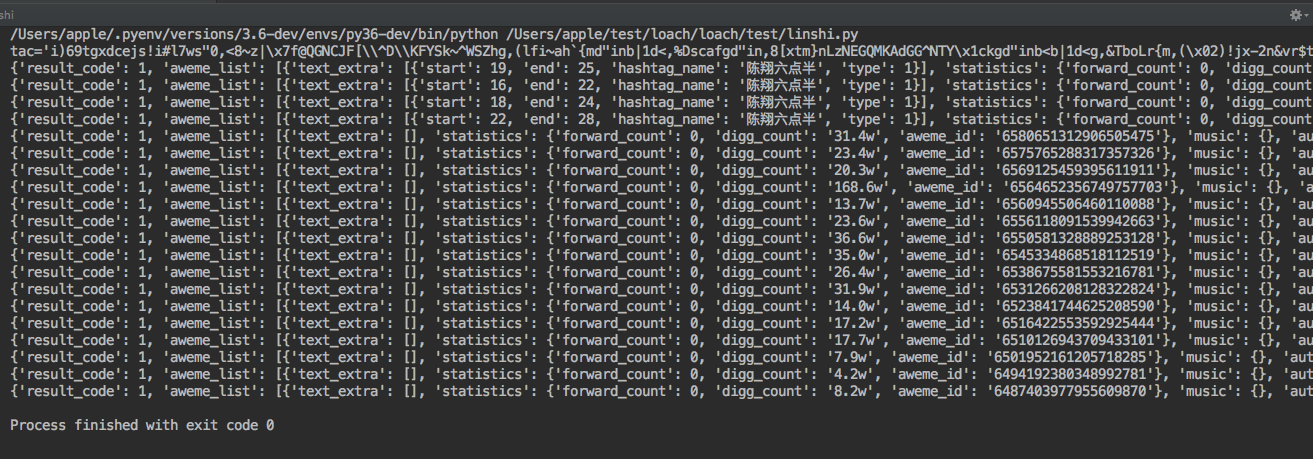 shi
/Users/apple/.pyenv/versions/3.6-dev/envs/py36-dev/bin/python /Users/apple/test/loach/loach/test/linshi.py
tac='i)69tgxdcejs!i#l7ws"0,<8~z|\x7f@QGNCJF[\\^D\\KFYSk~^WSZhg,(lfi~ah`{md"inb|1d<,%Dscafgd"in,8[xtm}nLzNEGQMKAdGG^NTY\x1ckgd"inb<b|1d<g,&TboLr{m,(\x02)!jx-2n&vr$t
{'result_code': 1, 'aweme_list': [{'text_extra': [{'start': 19, 'end': 25, 'hashtag_name': '陈翔六点半', 'type': 1}], 'statistics': {'forward_count': 0, 'digg_count
{'result_code': 1, 'aweme_list': [{'text_extra': [{'start': 16, 'end': 22, 'hashtag_name': '陈翔六点半', 'type': 1}], 'statistics': {'forward_count': 0, 'digg_count
{'result_code': 1, 'aweme_list': [{'text_extra': [{'start': 18, 'end': 24, 'hashtag_name': '陈翔六点半', 'type': 1}], 'statistics': {'forward_count': 0, 'digg_count
{'result_code': 1, 'aweme_list': [{'text_extra': [{'start': 22, 'end': 28, 'hashtag_name': '陈翔六点半', 'type': 1}], 'statistics': {'forward_count': 0, 'digg_count
{'result_code': 1, 'aweme_list': [{'text_extra': [], 'statistics': {'forward_count': 0, 'digg_count': '31.4w', 'aweme_id': '6580651312906505475'}, 'music': {}, 'aut
{'result_code': 1, 'aweme_list': [{'text_extra': [], 'statistics': {'forward_count': 0, 'digg_count': '23.4w', 'aweme_id': '6575765288317357326'}, 'music': {}, 'aut
{'result_code': 1, 'aweme_list': [{'text_extra': [], 'statistics': {'forward_count': 0, 'digg_count': '20.3w', 'aweme_id': '6569125459395611911'}, 'music': {}, 'aut
{'result_code': 1, 'aweme_list': [{'text_extra': [], 'statistics': {'forward_count': 0, 'digg_count': '168.6w', 'aweme_id': '6564652356749757703'}, 'music': {}, 'a
{'result_code': 1, 'aweme_list': [{'text_extra': [], 'statistics': {'forward_count': 0, 'digg_count': '13.7w', 'aweme_id': '6560945506460110088'}, 'music': {}, 'aut
{'result_code': 1, 'aweme_list': [{'text_extra': [], 'statistics': {'forward_count': 0, 'digg_count': '23.6w', 'aweme_id': '6556118091539942663'}, 'music': {}, 'aut
{'result_code': 1, 'aweme_list': [{'text_extra': [], 'statistics': {'forward_count': 0, 'digg_count': '36.6w', 'aweme_id': '6550581328889253128'}, 'music': {}, 'aut
{'result_code': 1, 'aweme_list': [{'text_extra': [], 'statistics': {'forward_count': 0, 'digg_count': '35.0w', 'aweme_id': '6545334868518112519'}, 'music': {}, 'aut
{'result_code': 1, 'aweme_list': [{'text_extra': [], 'statistics': {'forward_count': 0, 'digg_count': '26.4w', 'aweme_id': '6538675581553216781'}, 'music': {}, 'aut
{'result_code': 1, 'aweme_list': [{'text_extra': [], 'statistics': {'forward_count': 0, 'digg_count': '31.9w', 'aweme_id': '6531266208128322824'}, 'music': {}, 'aut
{'result_code': 1, 'aweme_list': [{'text_extra': [], 'statistics': {'forward_count': 0, 'digg_count': '14.0w', 'aweme_id': '6523841744625208590'}, 'music': {}, 'aut
{'result_code': 1, 'aweme_list': [{'text_extra': [], 'statistics': {'forward_count': 0, 'digg_count': '17.2w', 'aweme_id': '6516422553592925444'}, 'music': {}, 'aut
{'result_code': 1, 'aweme_list': [{'text_extra': [], 'statistics': {'forward_count': 0, 'digg_count': '17.7w', 'aweme_id': '6510126943709433101'}, 'music': {}, 'aut
{'result_code': 1, 'aweme_list': [{'text_extra': [], 'statistics': {'forward_count': 0, 'digg_count': '7.9w', 'aweme_id': '6501952161205718285'}, 'music': {}, 'auth
{'result_code': 1, 'aweme_list': [{'text_extra': [], 'statistics': {'forward_count': 0, 'digg_count': '4.2w', 'aweme_id': '6494192380348992781'}, 'music': {}, 'aut
{'result_code': 1, 'aweme_list': [{'text_extra': [], 'statistics': {'forward_count': 0, 'digg_count': '8.2w', 'aweme_id': '6487403977955609870'}, 'music': {}, 'aut
Process finished with exit code 0